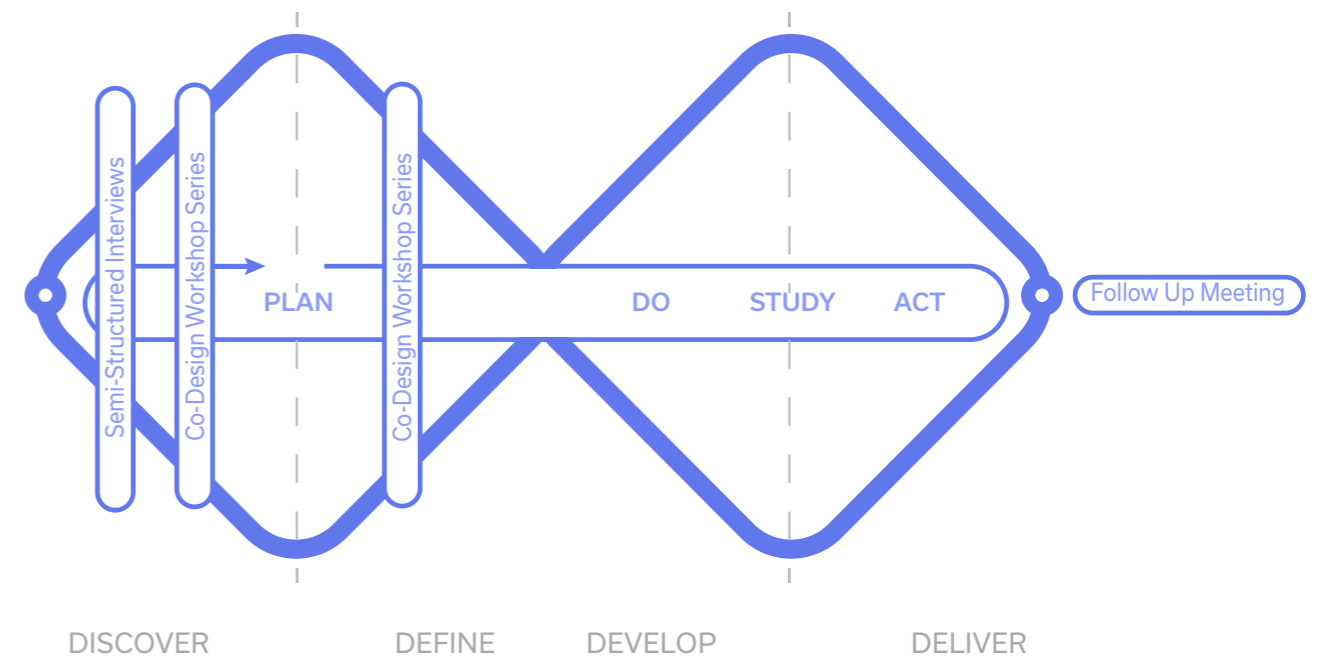 Semi-Structured Interviews
Co-Design Workshop Series
PLAN
Co-Design Workshop Series
DO
STUDY
ACT
Follow Up Meeting
DISCOVER
DEFINE
DEVELOP
DELIVER